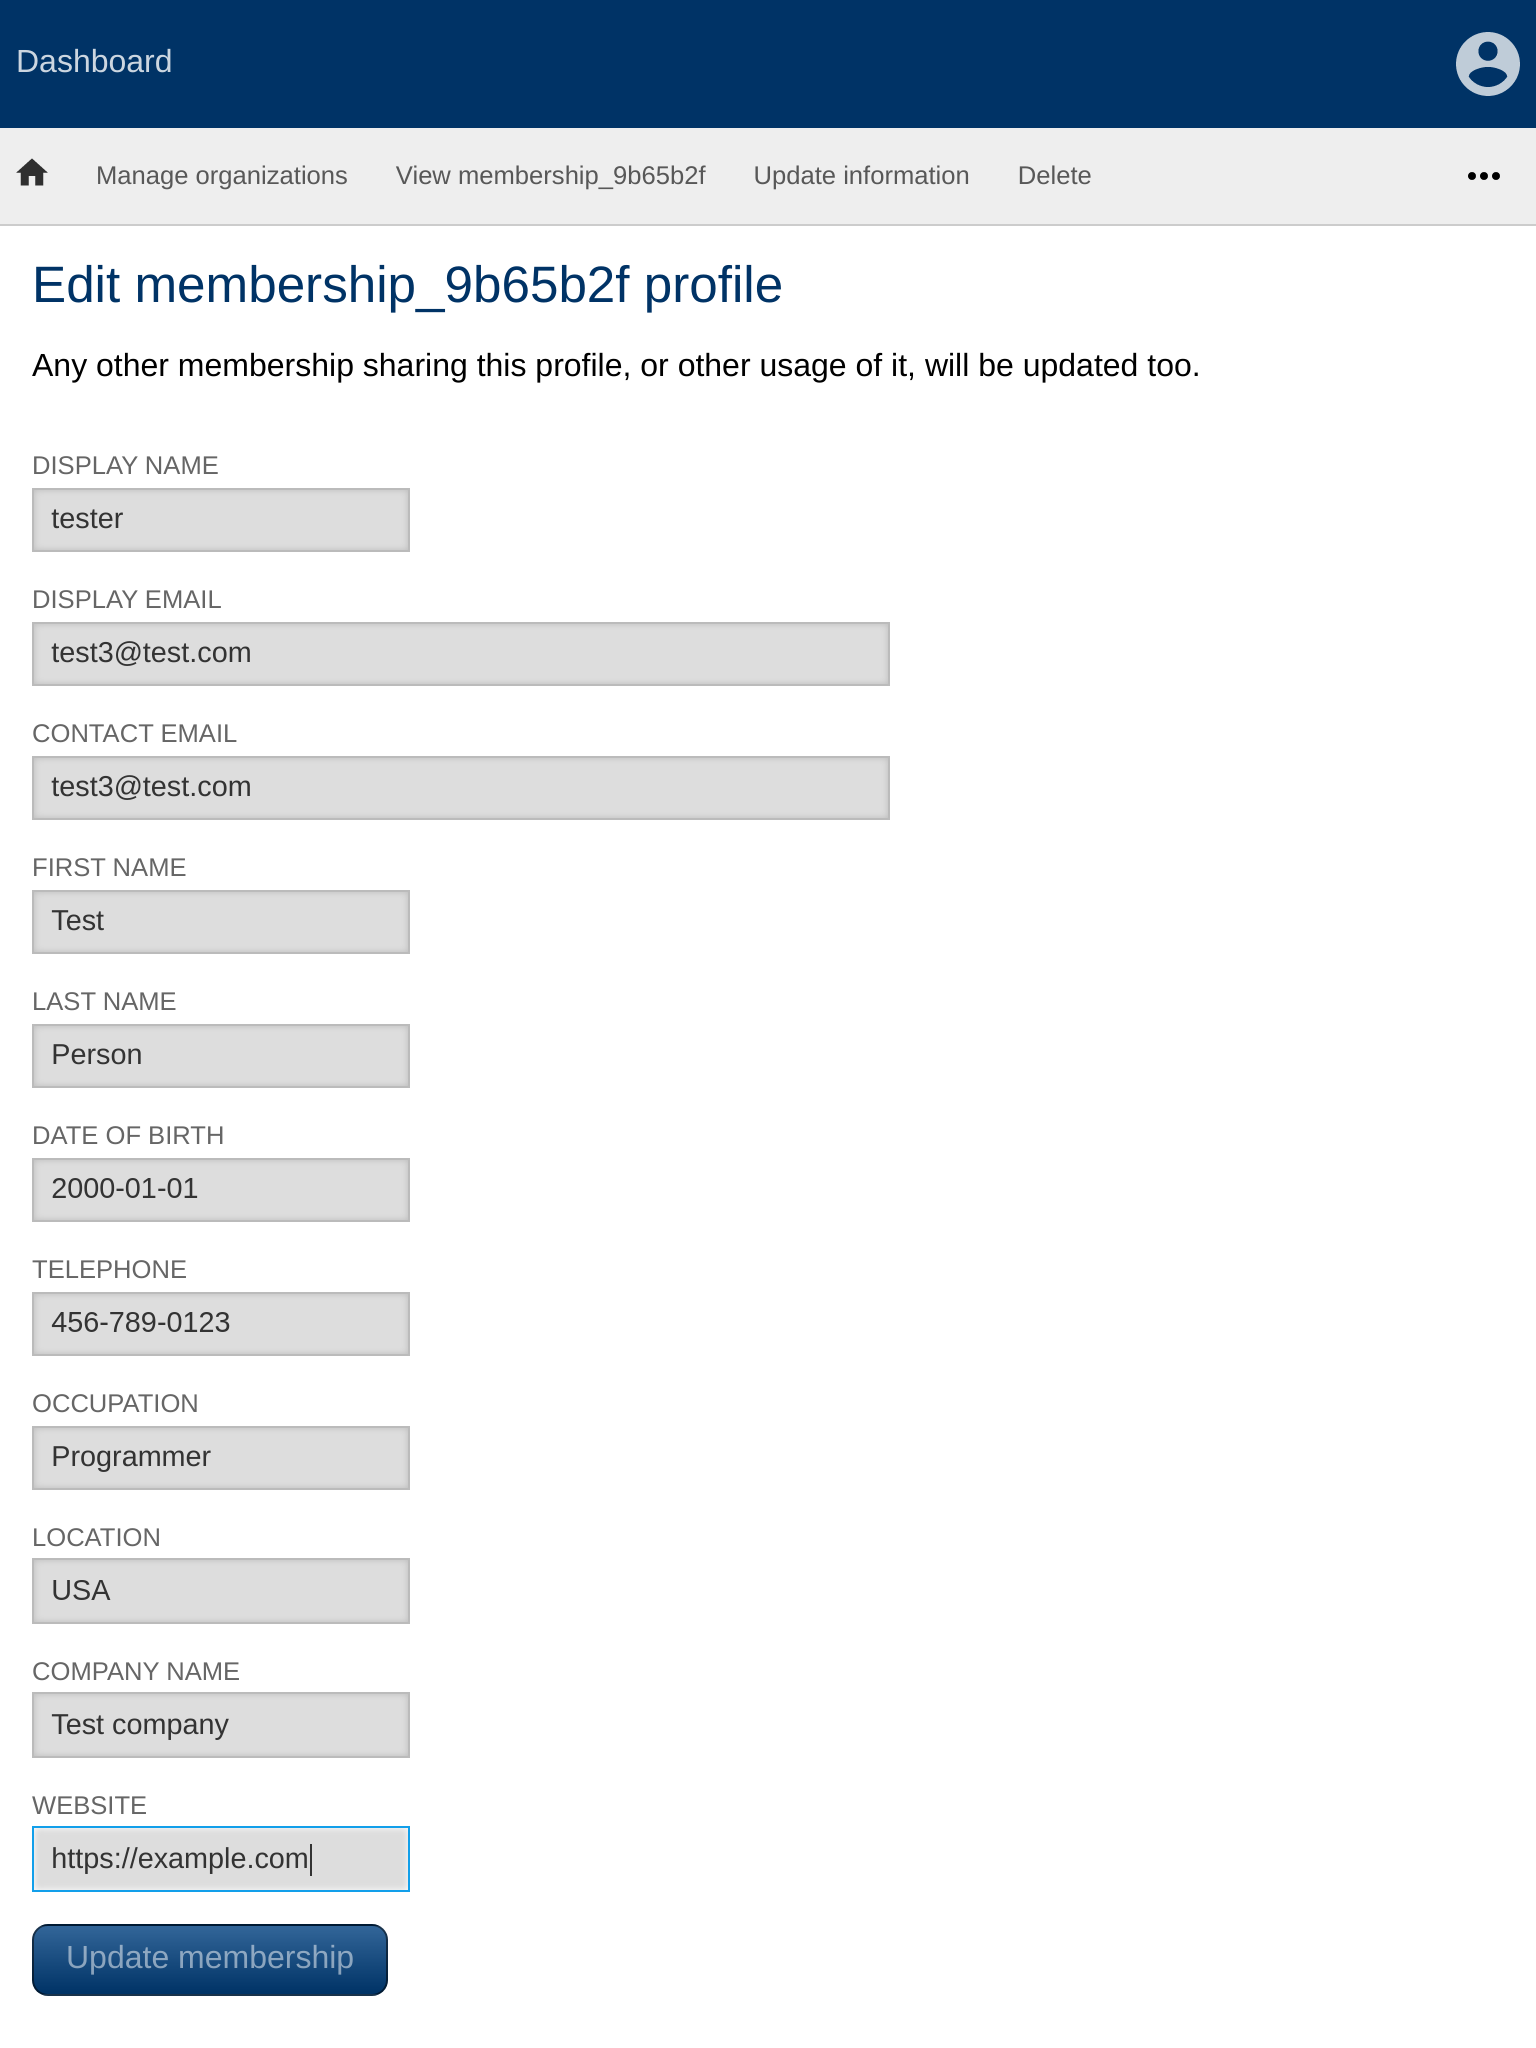 Dashboard
Manage organizations View membership_9b65b2f Update information Delete
Edit membership_9b65b2f profile
Any other membership sharing this profile, or other usage of it, will be updated too.
DISPLAY NAME
tester
DISPLAY EMAIL
test3@test.com
CONTACT EMAIL
test3@test.com
FIRST NAME
Test
LAST NAME
Person
DATE OF BIRTH
2000-01-01
TELEPHONE
456-789-0123
OCCUPATION
Programmer
LOCATION
USA
COMPANY NAME
Test company
WEBSITE
https://example.com
Update membership